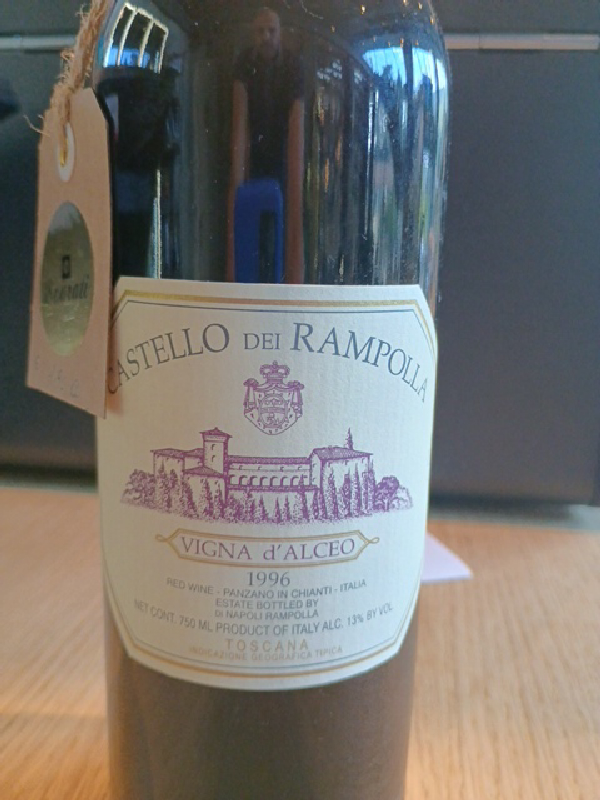 CASTELLO DEI RAMPOLLA
VIGNA d'ALCEO
1996
RED WINE - PANZANO IN CHIANTI - ITALIA
ESTATE BOTTLED BY
DI NAPOLI RAMPOLLA
NET CONT. 750 ML PRODUCT OF ITALY ALC. 13% BY VOL
TOSCANA
INDICAZIONE GEOGRAFICA TIPICA